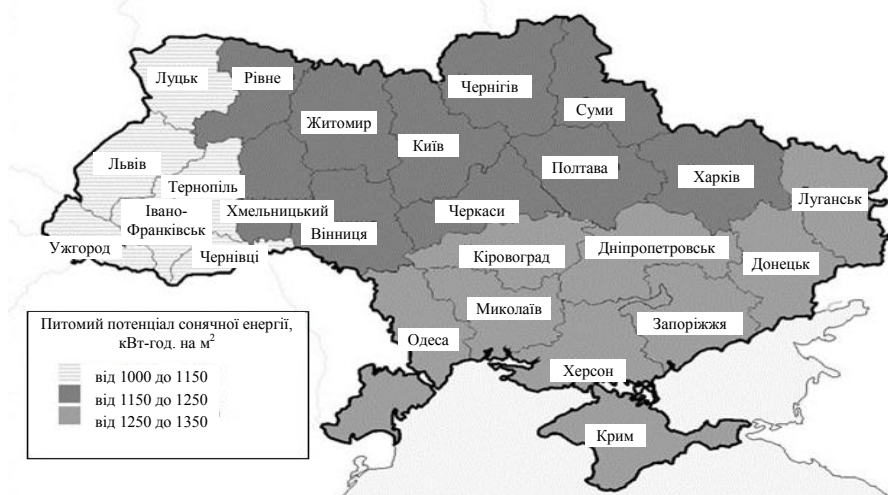 Луцьк
Рівне
Чернігів
Суми
Житомир
Київ
Львів
Тернопіль
Полтава
Харків
Луганськ
Івано-
Франківськ
Хмельницький
Черкаси
Ужгород
Чернівці
Вінниця
Кіровоград
Дніпропетровськ
Донецьк
Миколаїв
Запоріжжя
Одеса
Херсон
Крим
Питомий потенціал сонячної енергії,
кВт-год. на м²
від 1000 до 1150
від 1150 до 1250
від 1250 до 1350